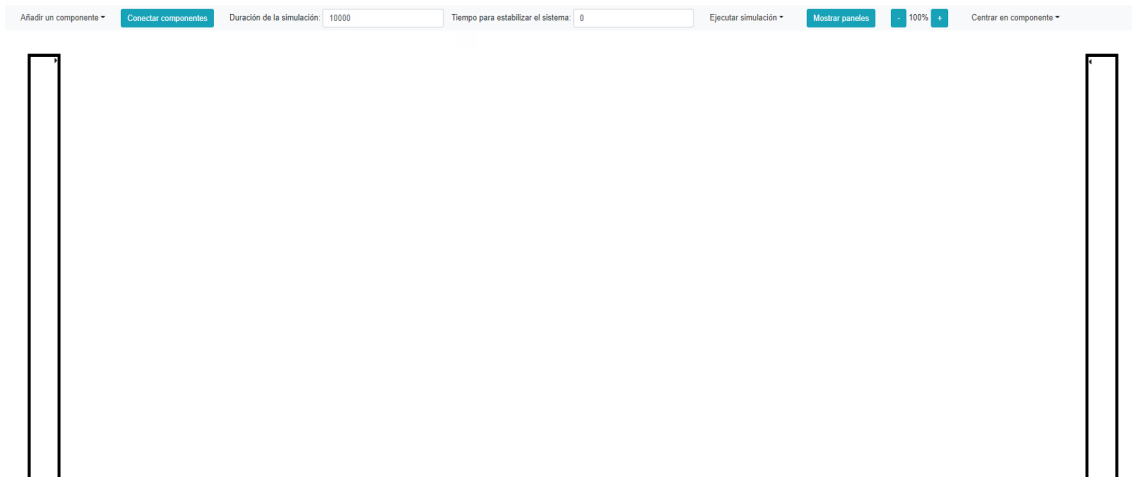 Añadir un componente Conectar componentes Duración de la simulación: 10000 Tiempo para estabilizar el sistema: 0 Ejecutar simulación Mostrar paneles - 100% + Centrar en componente